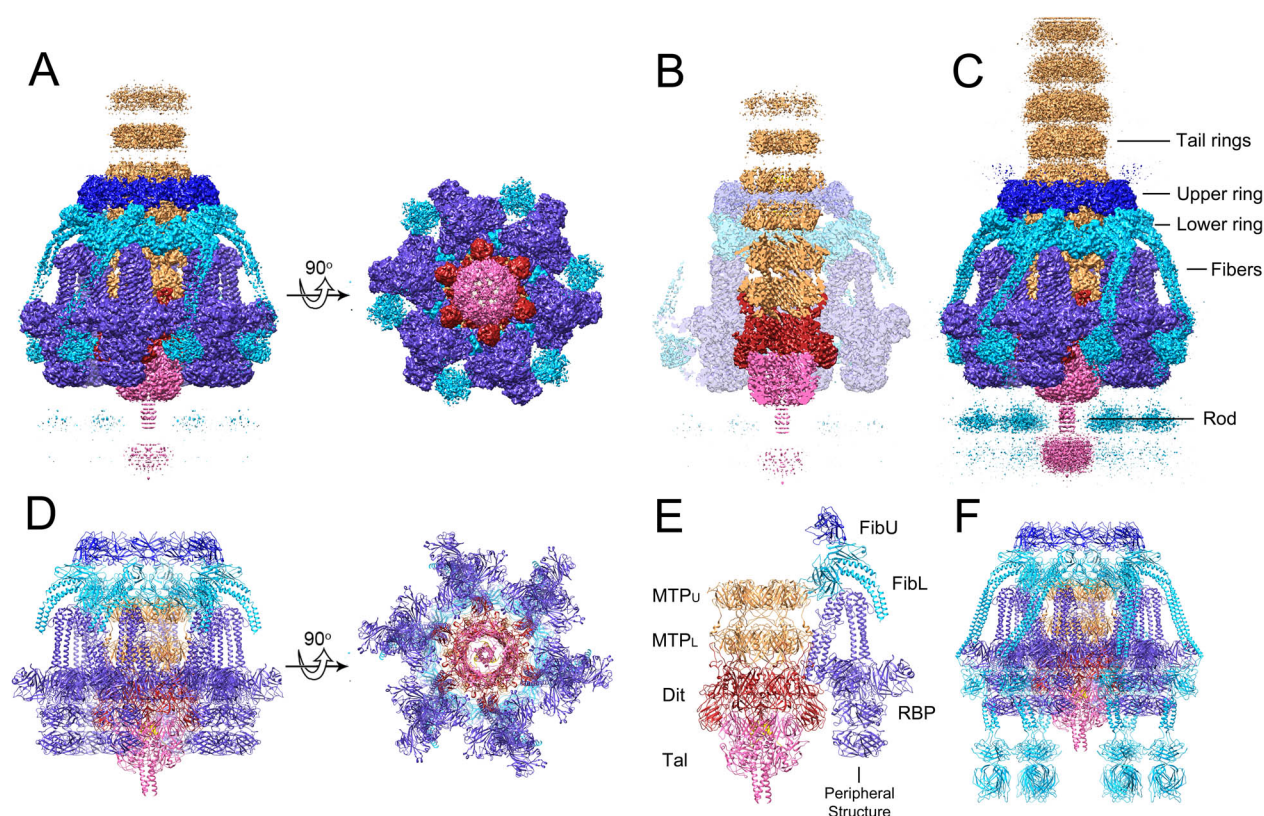 A
90°
B
C
Tail rings
Upper ring
Lower ring
Fibers
Rod
D
90°
E
FibU
FibL
MTPU
MTPL
Dit
RBP
Tal
Peripheral
Structure
F